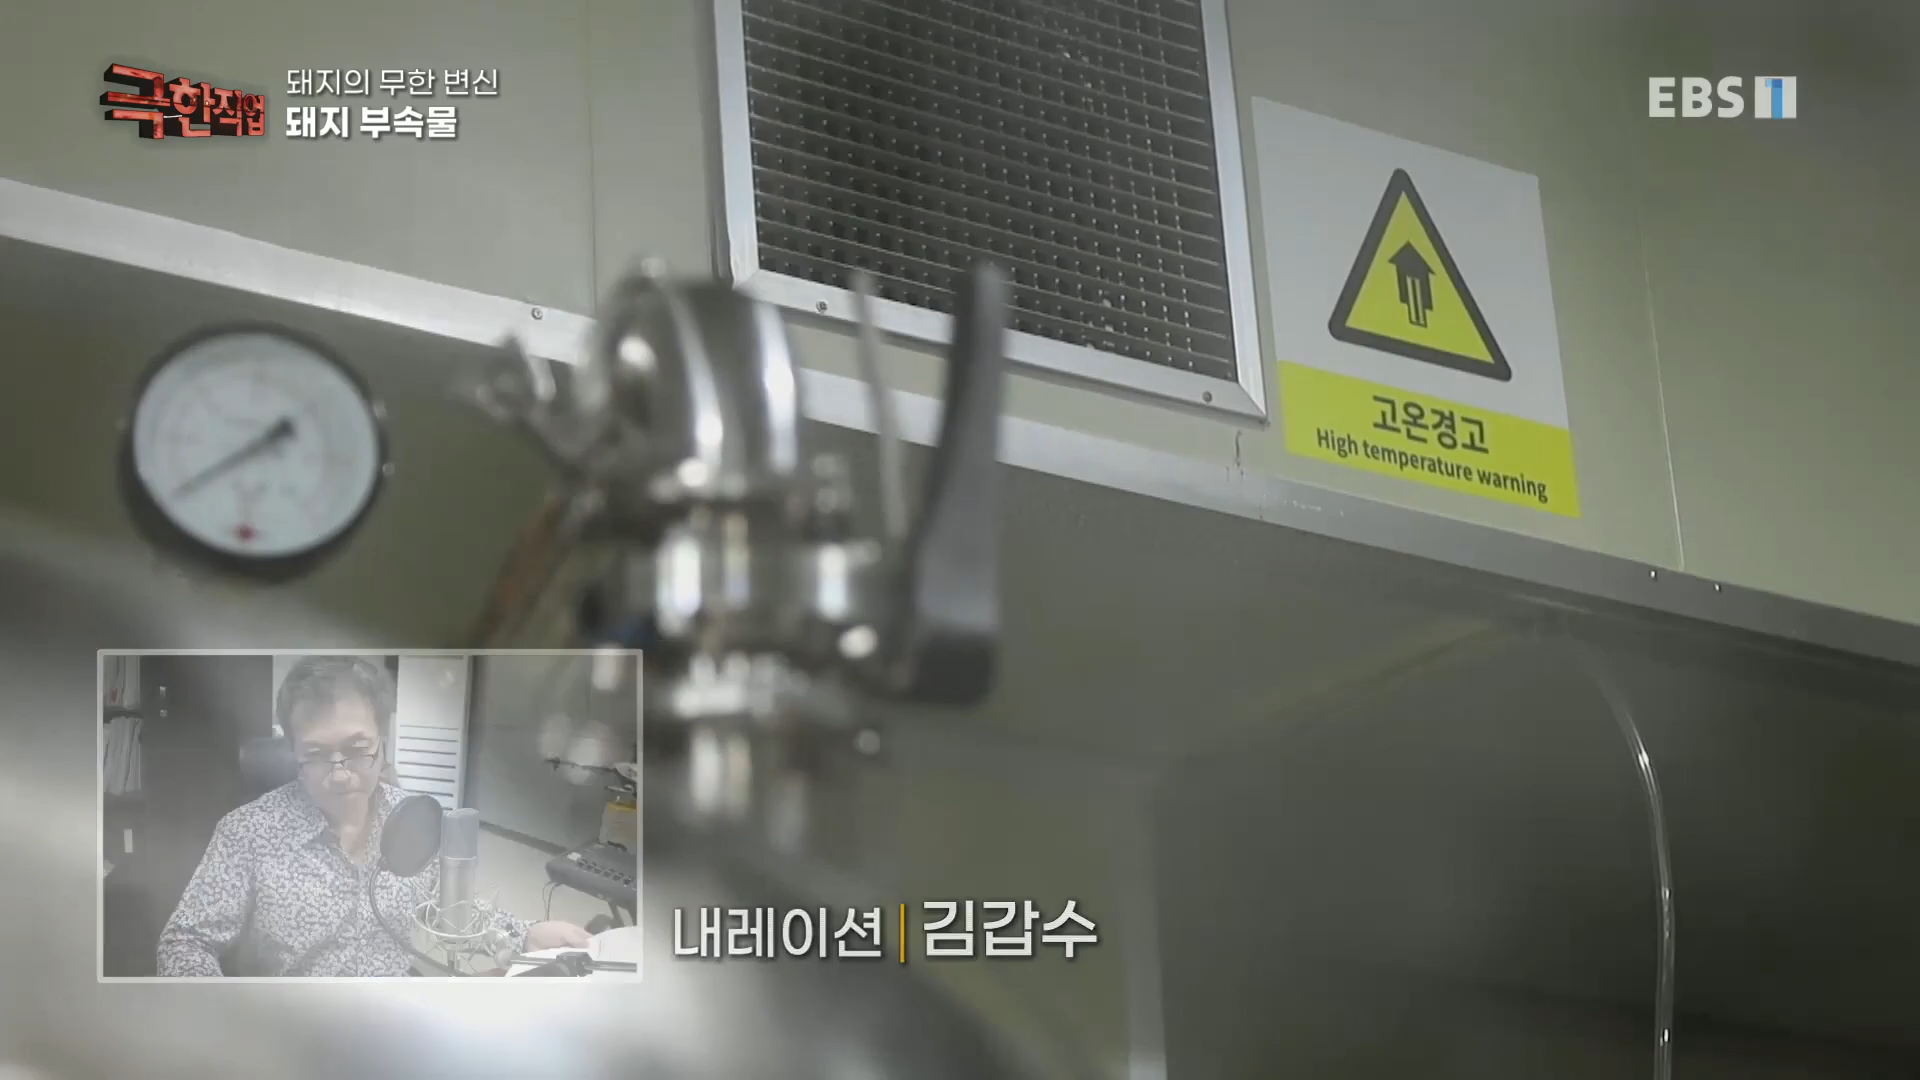 극한직업
돼지의 무한 변신
돼지 부속물
EBS 1
고온경고
High temperature warning
내레이션 | 김갑수